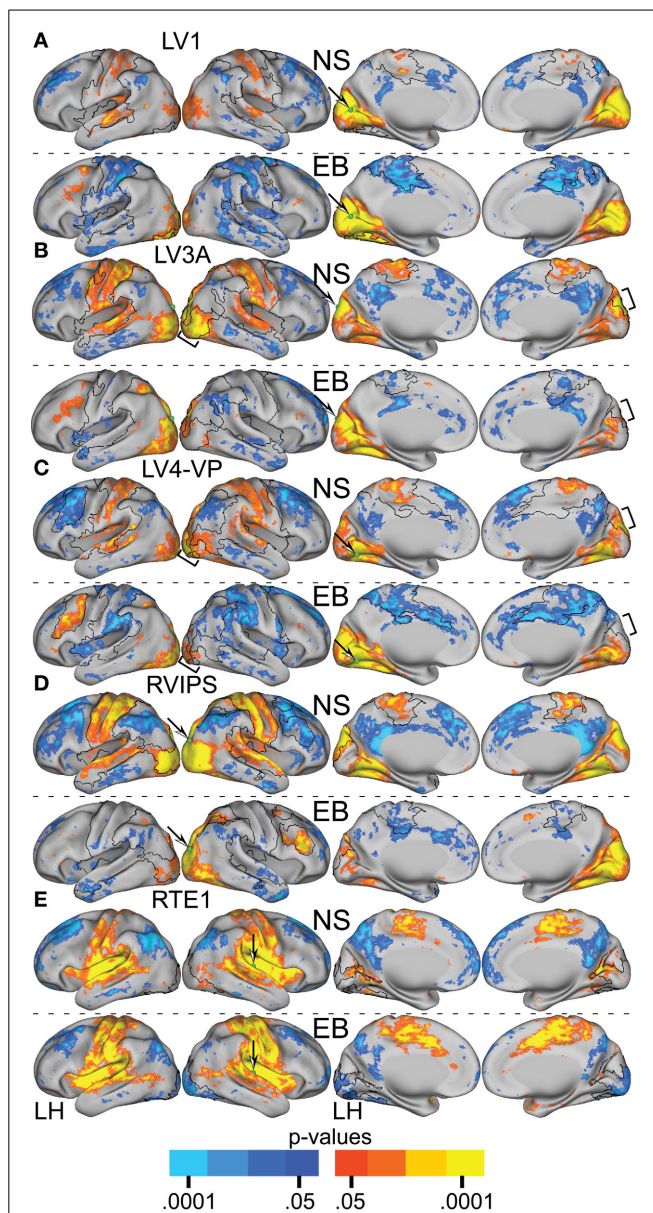 A
LV1
NS
EB
B
LV3A
NS
EB
C
LV4-VP
NS
EB
D
RVIPS
NS
EB
E
RTE1
NS
EB
LH
LH
p-values
.0001 .05 .05 .0001